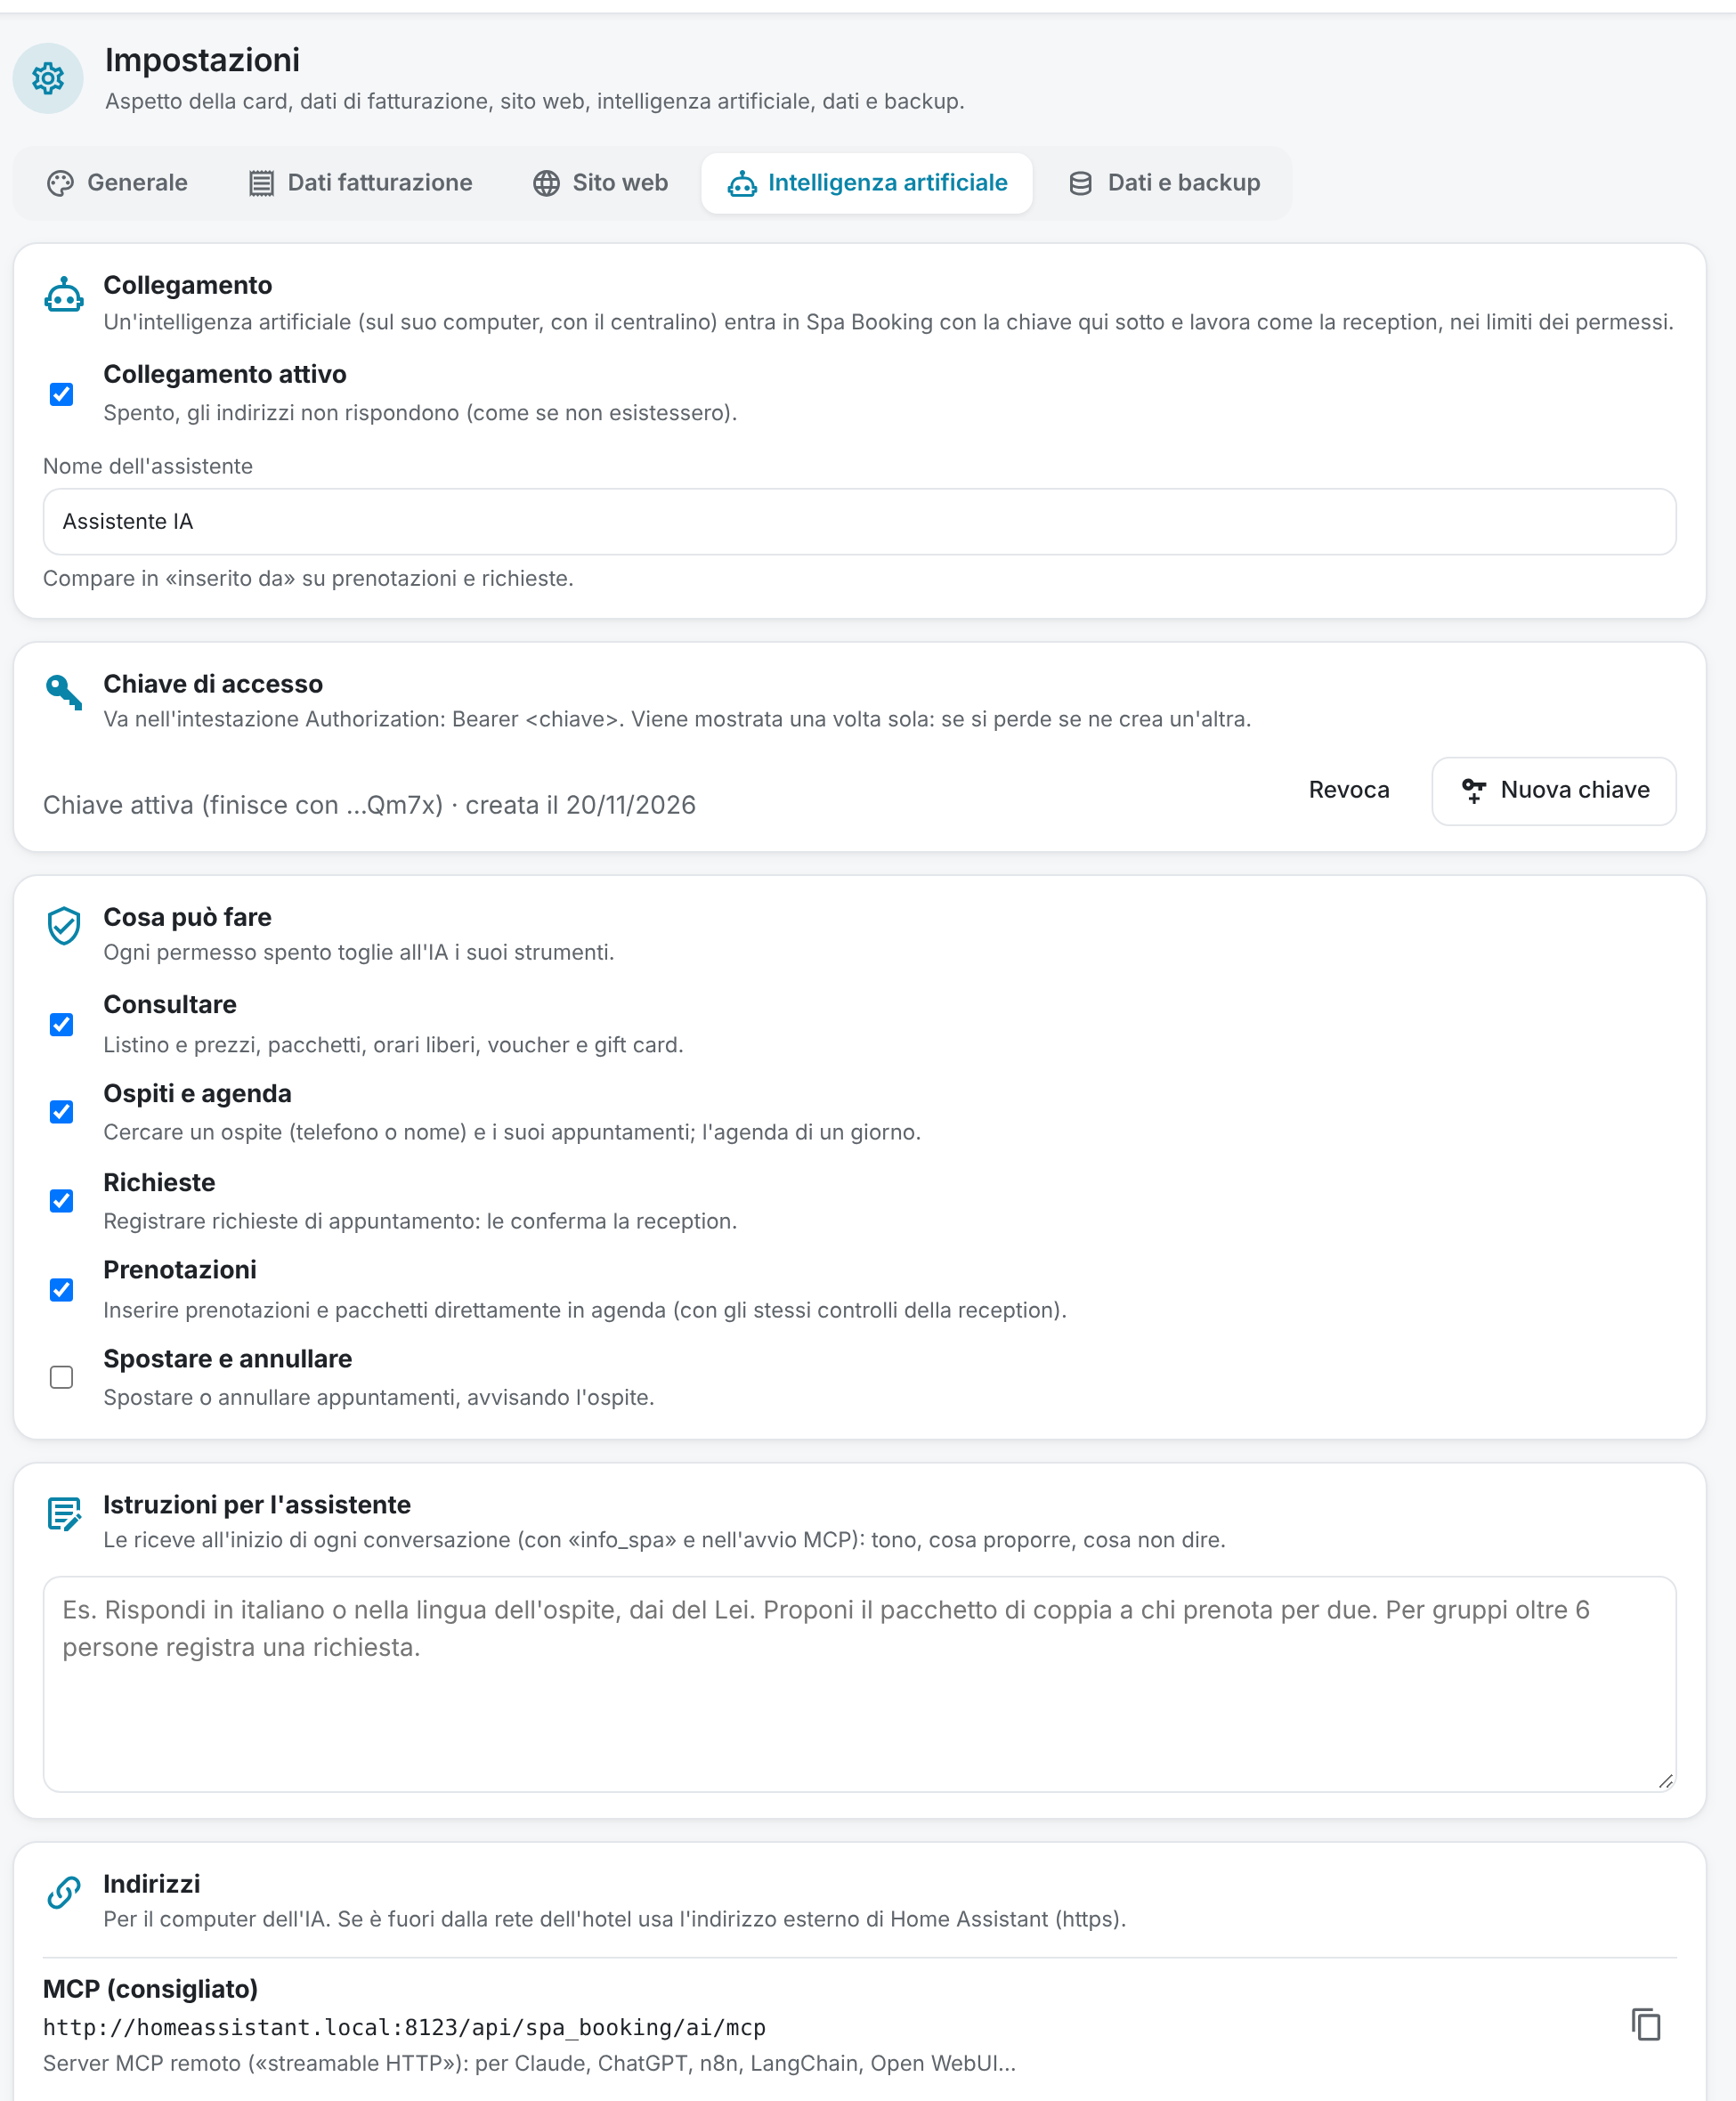 Impostazioni
Aspetto della card, dati di fatturazione, sito web, intelligenza artificiale, dati e backup.
Generale
Dati fatturazione
Sito web
Intelligenza artificiale
Dati e backup
Collegamento
Un'intelligenza artificiale (sul suo computer, con il centralino) entra in Spa Booking con la chiave qui sotto e lavora come la reception, nei limiti dei permessi.
Collegamento attivo
Spento, gli indirizzi non rispondono (come se non esistessero).
Nome dell'assistente
Assistente IA
Compare in «inserito da» su prenotazioni e richieste.
Chiave di accesso
Va nell'intestazione Authorization: Bearer <chiave>. Viene mostrata una volta sola: se si perde se ne crea un'altra.
Chiave attiva (finisce con …Qm7x) · creata il 20/11/2026
Revoca
Nuova chiave
Cosa può fare
Ogni permesso spento toglie all'IA i suoi strumenti.
Consultare
Listino e prezzi, pacchetti, orari liberi, voucher e gift card.
Ospiti e agenda
Cercare un ospite (telefono o nome) e i suoi appuntamenti; l'agenda di un giorno.
Richieste
Registrare richieste di appuntamento: le conferma la reception.
Prenotazioni
Inserire prenotazioni e pacchetti direttamente in agenda (con gli stessi controlli della reception).
Spostare e annullare
Spostare o annullare appuntamenti, avvisando l'ospite.
Istruzioni per l'assistente
Le riceve all'inizio di ogni conversazione (con «info_spa» e nell'avvio MCP): tono, cosa proporre, cosa non dire.
Es. Rispondi in italiano o nella lingua dell'ospite, dai del Lei. Proponi il pacchetto di coppia a chi prenota per due. Per gruppi oltre 6
persone registra una richiesta.
Indirizzi
Per il computer dell'IA. Se è fuori dalla rete dell'hotel usa l'indirizzo esterno di Home Assistant (https).
MCP (consigliato)
http://homeassistant.local:8123/api/spa_booking/ai/mcp
Server MCP remoto («streamable HTTP»): per Claude, ChatGPT, n8n, LangChain, Open WebUI…